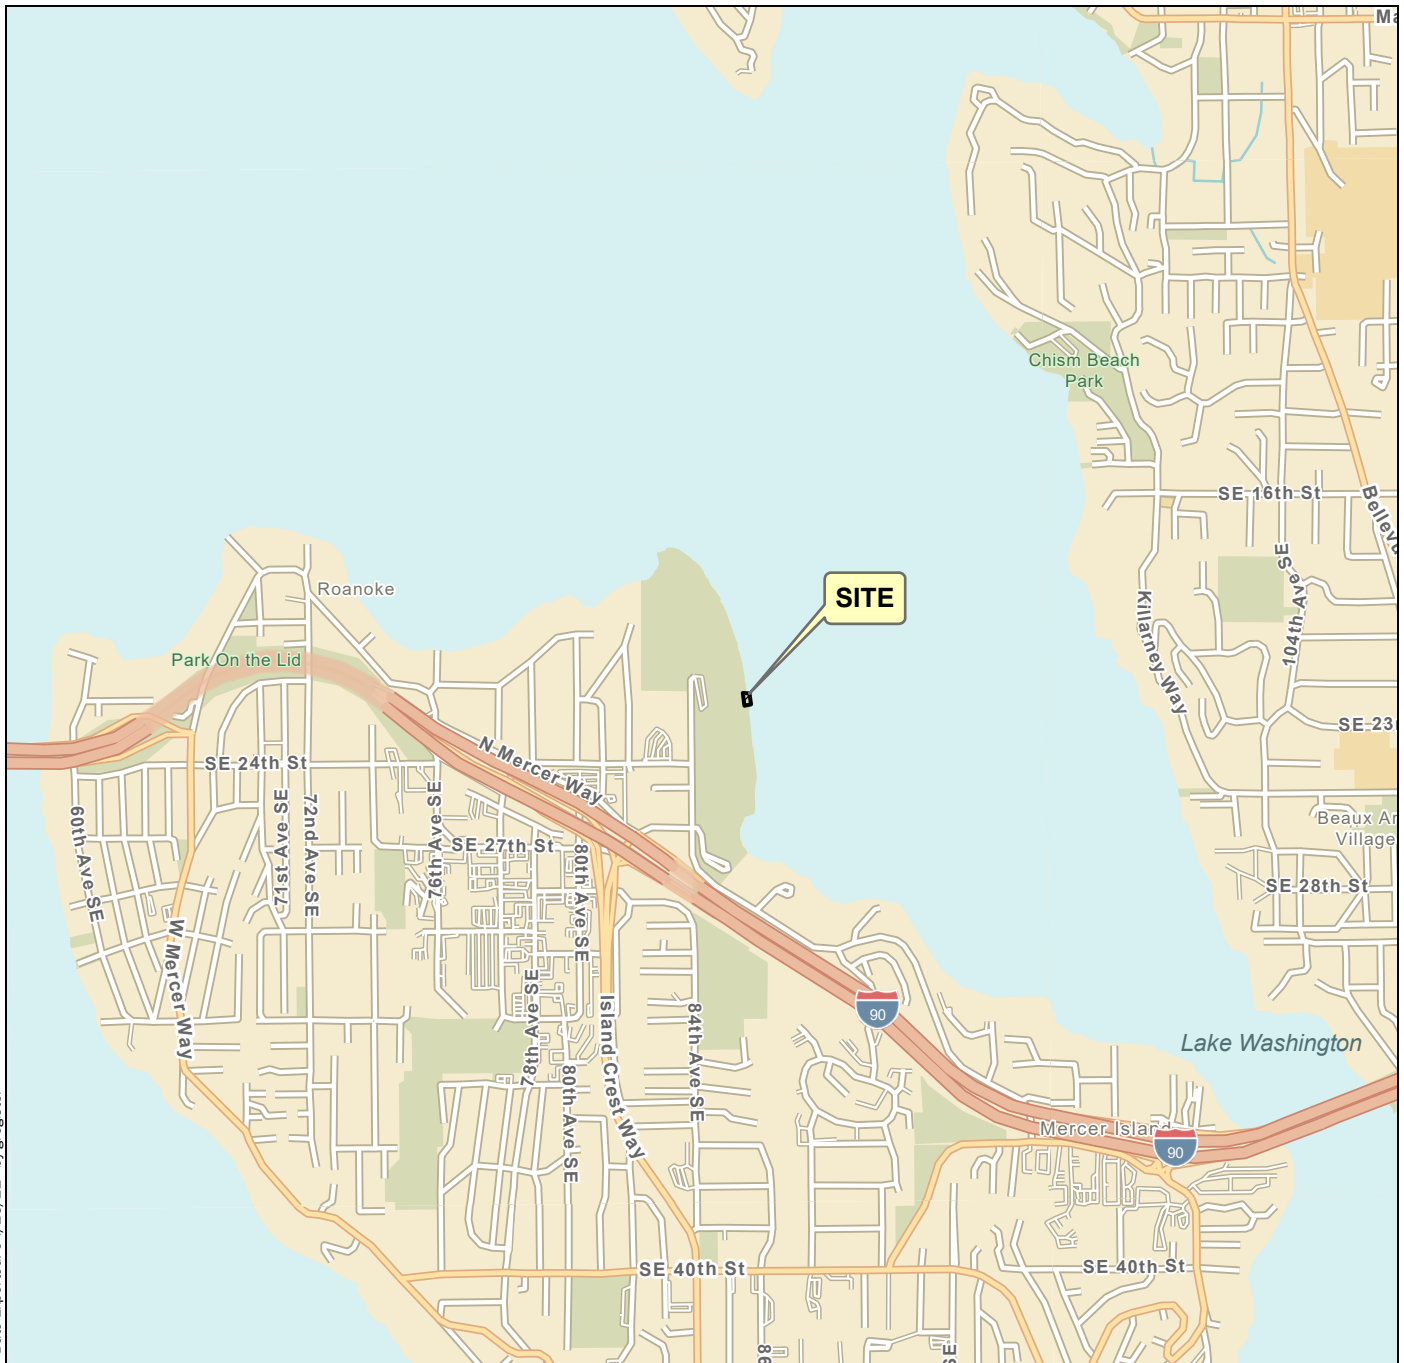 Chism Beach
Park
SE 16th St
104th Ave SE
Killarney Way
SITE
Roanoke
Park On the Lid
SE 24th St
N Mercer Way
60th Ave SE
71st Ave SE
72nd Ave SE
76th Ave SE
SE 27th St
80th Ave SE
Village
SE 28th St
W Mercer Way
78th Ave SE
80th Ave SE
Island Crest Way
84th Ave SE
90
Lake Washington
Mercer Island
90
SE 40th St
SE 40th St
SE